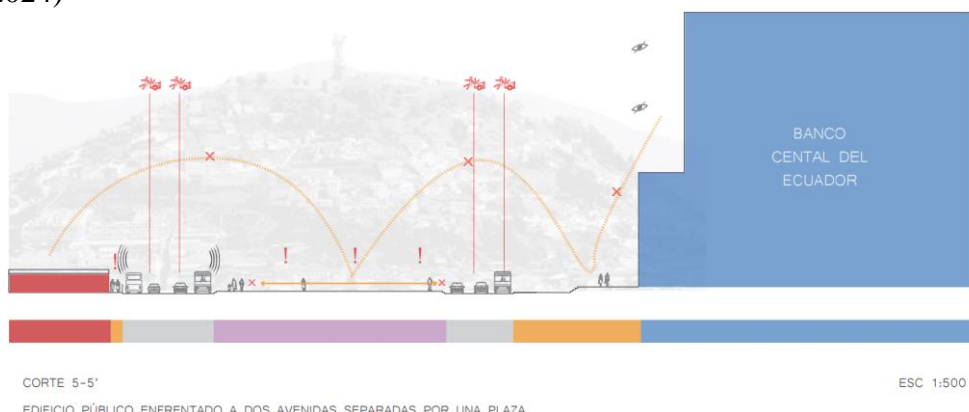 2024)
BANCO
CENTAL DEL
ECUADOR
CORTE 5-5'
ESC 1:500
EDIFICIO PÚBLICO ENFRENTADO A DOS AVENIDAS SEPARADAS POR UNA PLAZA